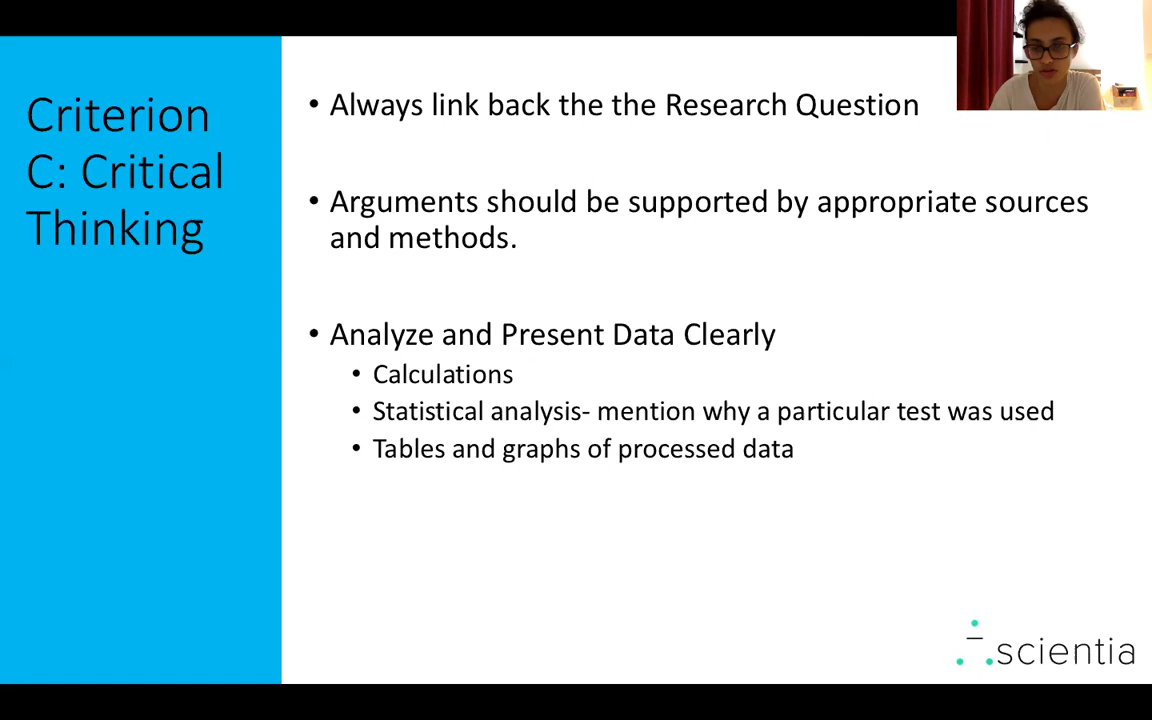 Criterion
C: Critical
Thinking
• Always link back the the Research Question
• Arguments should be supported by appropriate sources
and methods.
• Analyze and Present Data Clearly
• Calculations
• Statistical analysis- mention why a particular test was used
• Tables and graphs of processed data
scientia